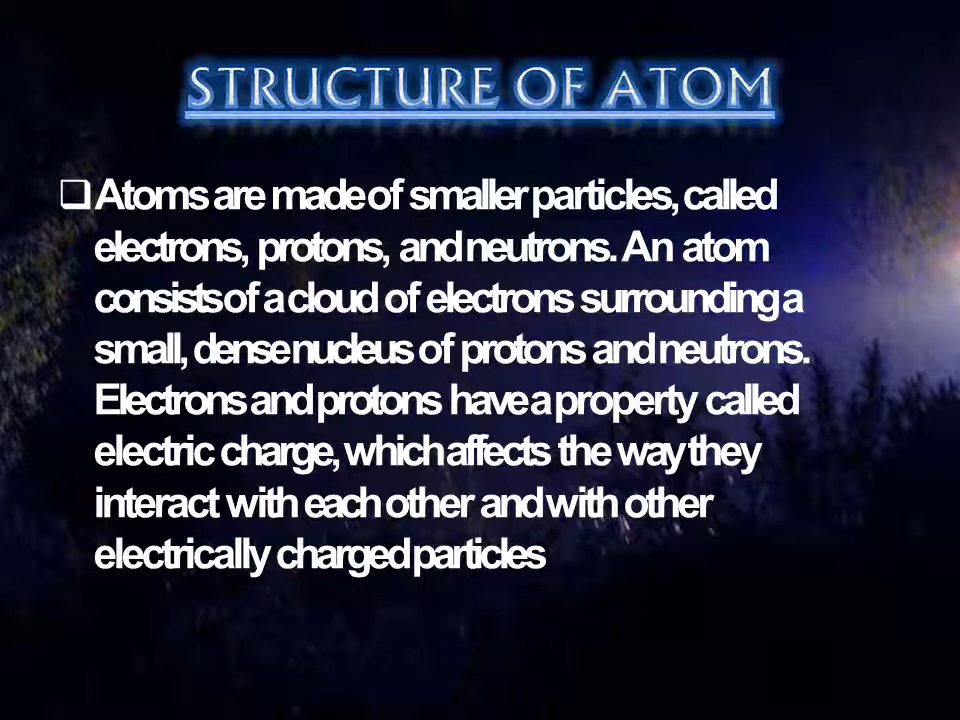 STRUCTURE OF ATOM
❑Atoms are made of smaller particles, called
electrons, protons, and neutrons. An atom
consists of a cloud of electrons surrounding a
small, dense nucleus of protons and neutrons.
Electrons and protons have a property called
electric charge, which affects the way they
interact with each other and with other
electrically charged particles